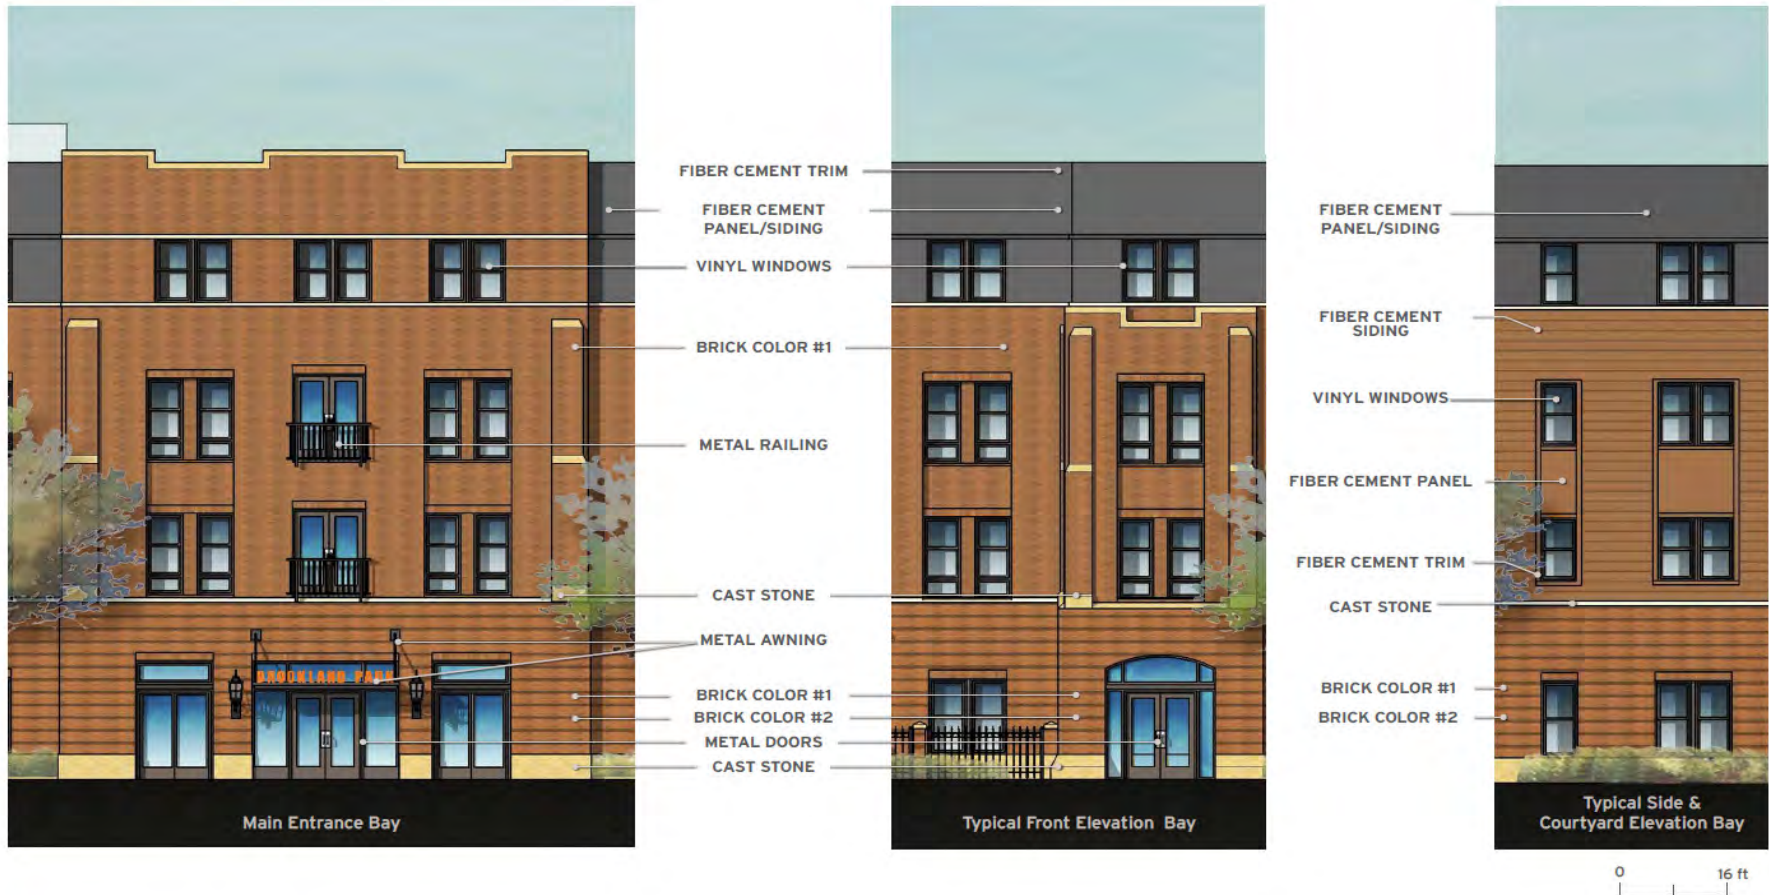 FIBER CEMENT TRIM
FIBER CEMENT
PANEL/SIDING
VINYL WINDOWS
BRICK COLOR #1
METAL RAILING
CAST STONE
METAL AWNING
BRICK COLOR #1
BRICK COLOR #2
METAL DOORS
CAST STONE
BROOKLAND PARK
Main Entrance Bay
Typical Front Elevation Bay
FIBER CEMENT
PANEL/SIDING
FIBER CEMENT
SIDING
VINYL WINDOWS
FIBER CEMENT PANEL
FIBER CEMENT TRIM
CAST STONE
BRICK COLOR #1
BRICK COLOR #2
Typical Side &
Courtyard Elevation Bay
0
16 ft